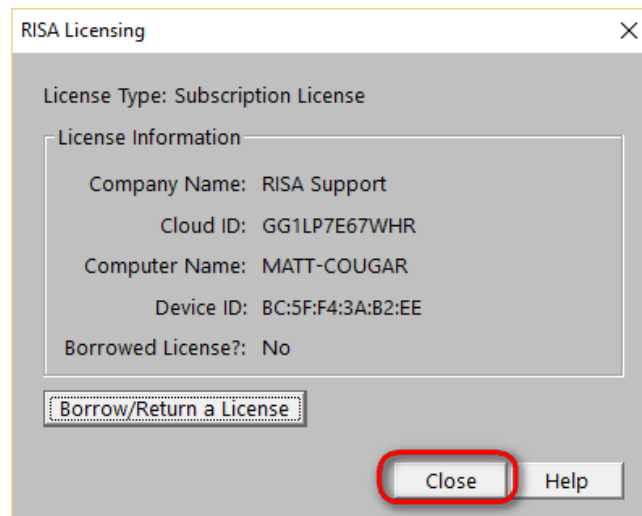 RISA Licensing
License Type: Subscription License
License Information
Company Name: RISA Support
Cloud ID: GG1LP7E67WHR
Computer Name: MATT-COUGAR
Device ID: BC:5F:F4:3A:B2:EE
Borrowed License?: No
Borrow/Return a License
Close Help